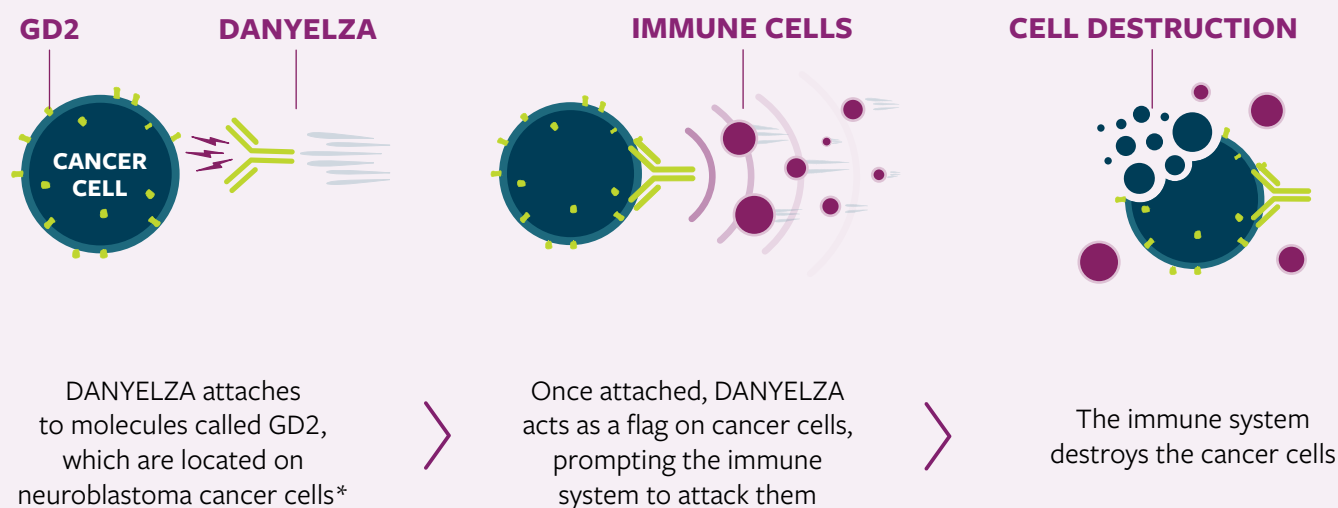 GD2
DANYELZA
IMMUNE CELLS
CELL DESTRUCTION
CANCER
CELL
DANYELZA attaches
to molecules called GD2,
which are located on
neuroblastoma cancer cells*
Once attached, DANYELZA
acts as a flag on cancer cells,
prompting the immune
system to attack them
The immune system
destroys the cancer cells